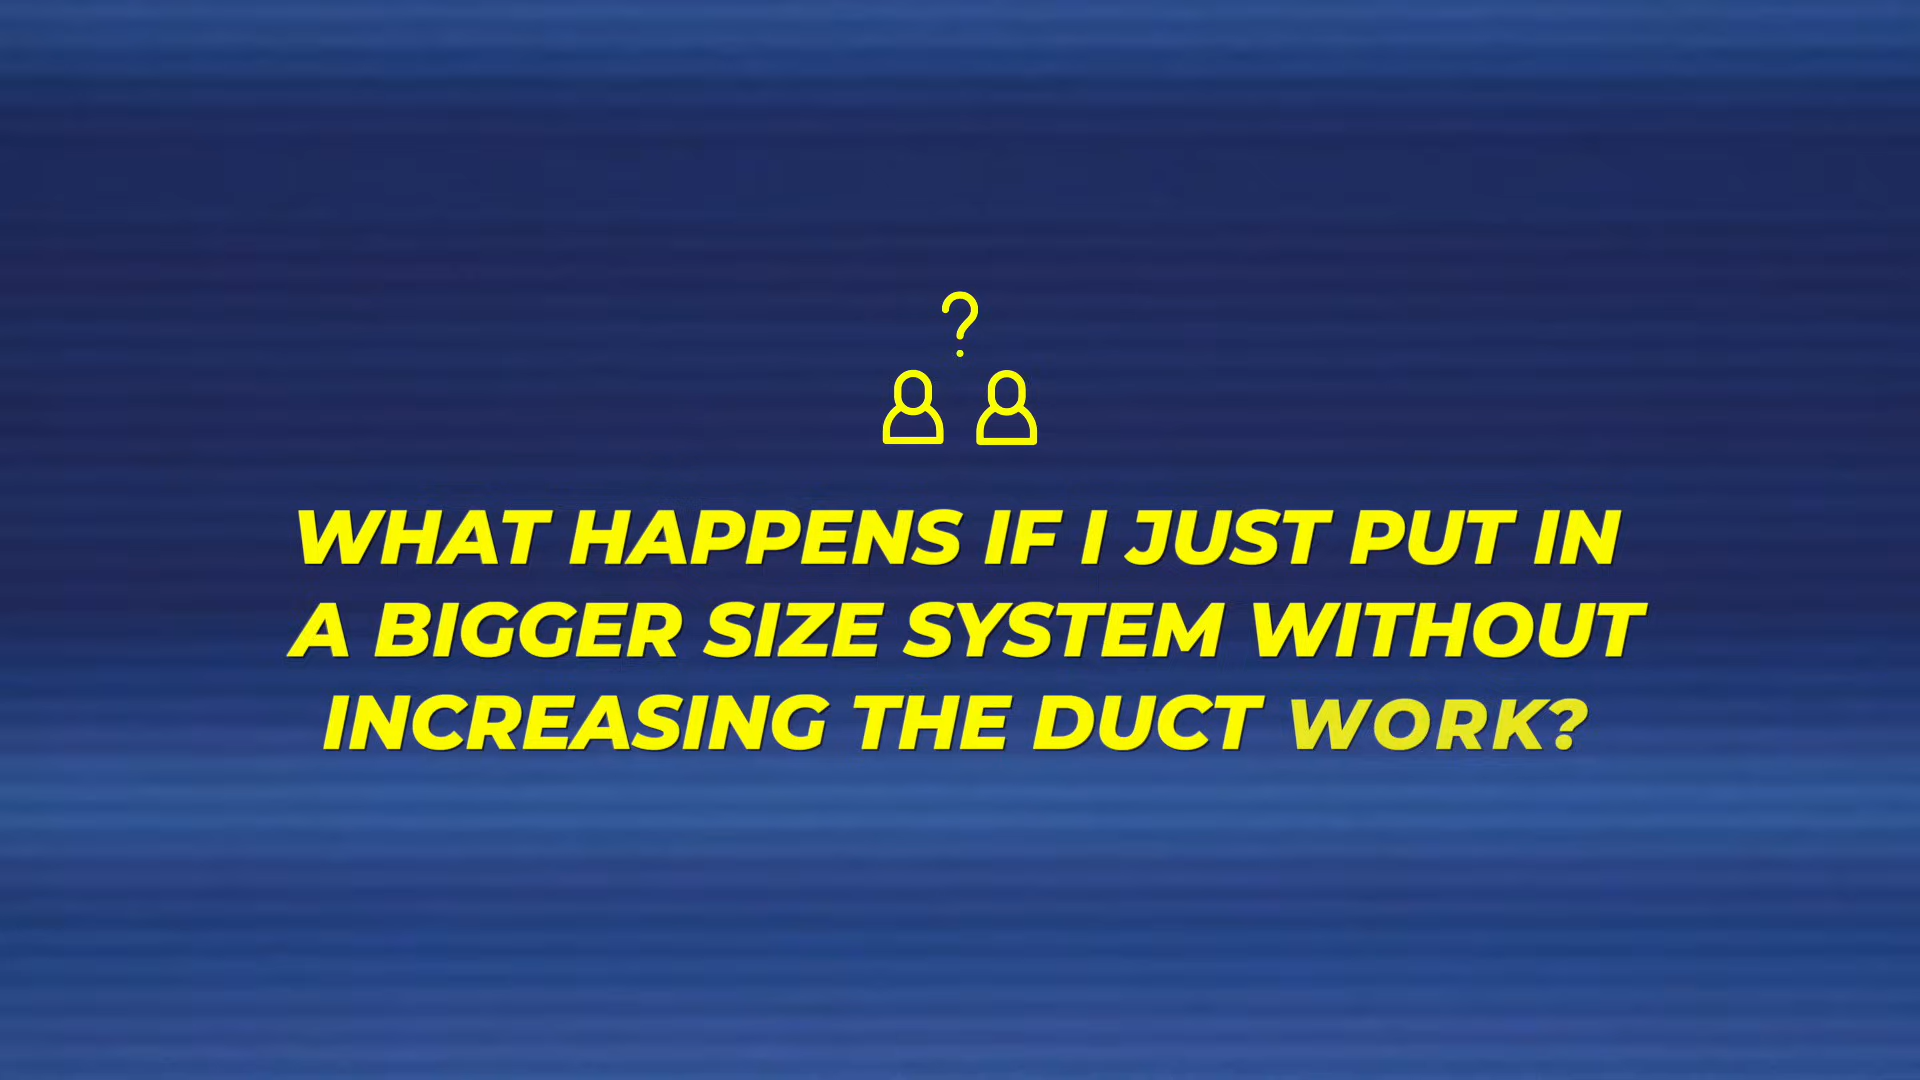 WHAT HAPPENS IF I JUST PUT IN
A BIGGER SIZE SYSTEM WITHOUT
INCREASING THE DUCT WORK?